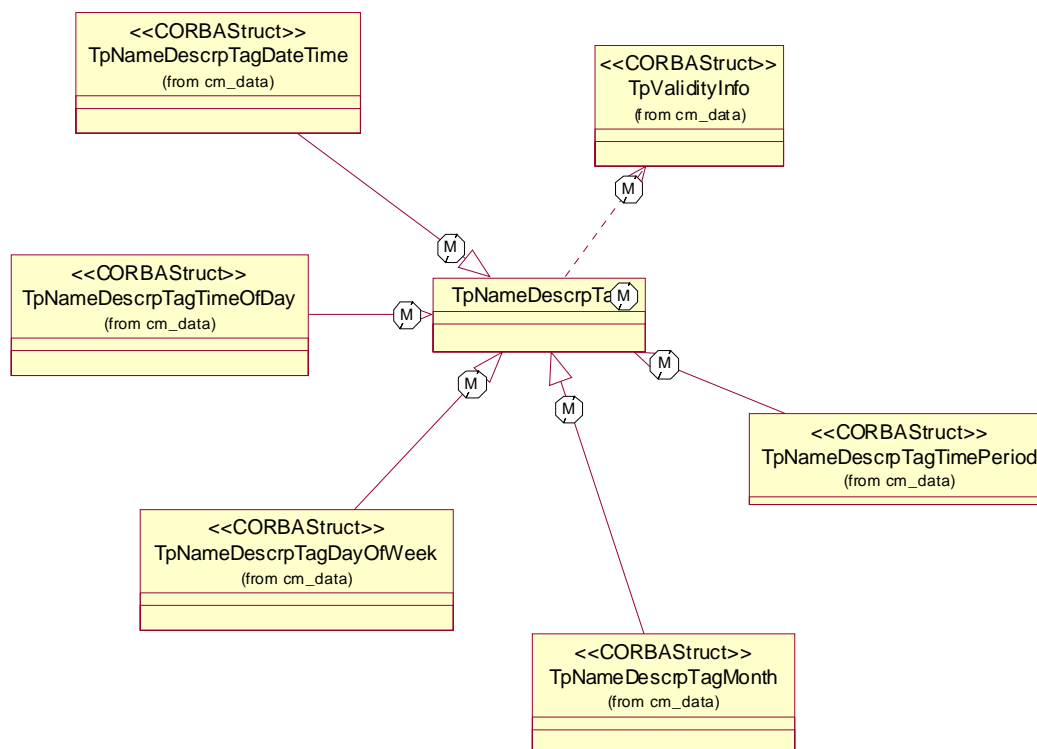 <<CORBAStruct>>
TpNameDescrpTagDateTime
(from cm_data)
<<CORBAStruct>>
TpValidityInfo
(from cm_data)
M
M
<<CORBAStruct>>
TpNameDescrpTagTimeOfDay
(from cm_data)
M
TpNameDescrpTa
M
M
M
M
<<CORBAStruct>>
TpNameDescrpTagTimePeriod
(from cm_data)
<<CORBAStruct>>
TpNameDescrpTagDayOfWeek
(from cm_data)
<<CORBAStruct>>
TpNameDescrpTagMonth
(from cm_data)